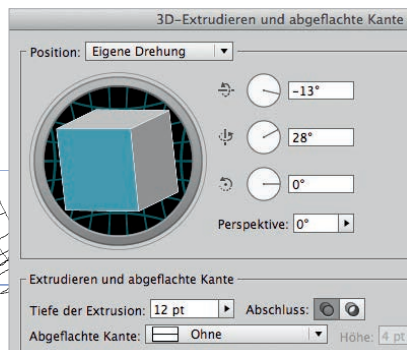 3D-Extrudieren und abgeflachte Kante
Position: Eigene Drehung
-13°
28°
0°
Perspektive: 0°
Extrudieren und abgeflachte Kante
Tiefe der Extrusion: 12 pt Abschluss:
Abgeflachte Kante: Ohne Höhe: 4 pt